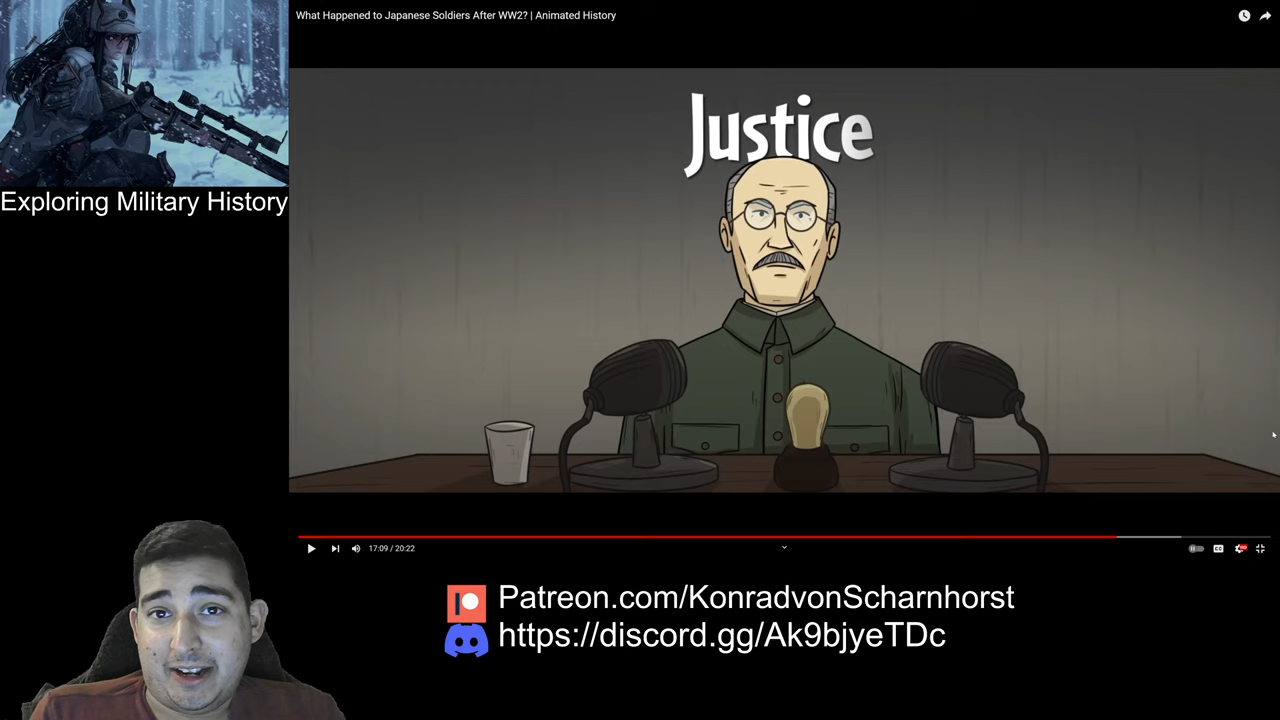 What Happened to Japanese Soldiers After WW2? | Animated History
Justice
Exploring Military History
17:09 / 20:22
CC
Patreon.com/KonradvonScharnhorst
https://discord.gg/Ak9bjyeTDc